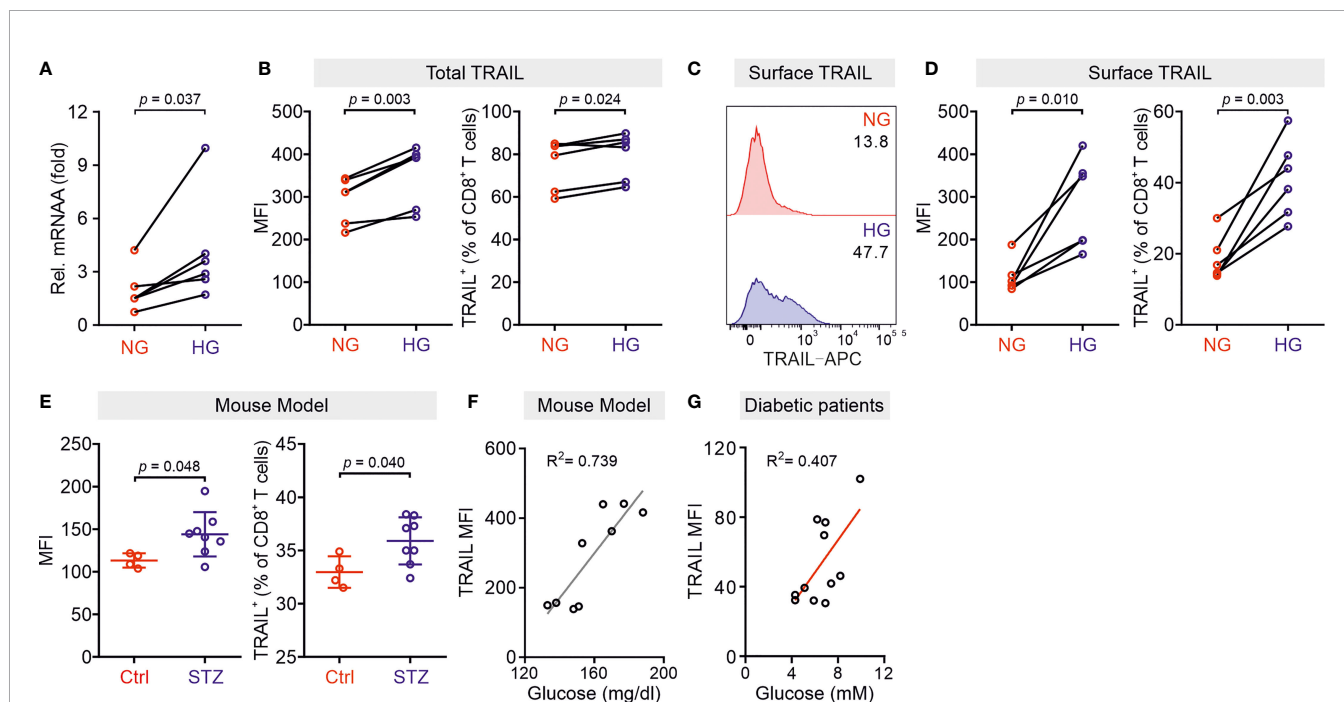 A
p = 0.037
Rel. mRNAA (fold)
12
9
6
3
0
NG HG
B
Total TRAIL
p = 0.003
MFI
500
400
300
200
100
0
NG HG
p = 0.024
TRAIL+ (% of CD8+ T cells)
100
80
60
40
20
0
NG HG
C
Surface TRAIL
NG
13.8
HG
47.7
0 10³ 10⁴ 10⁵ 5
TRAIL–APC
D
Surface TRAIL
p = 0.010
MFI
500
400
300
200
100
0
NG HG
p = 0.003
TRAIL+ (% of CD8+ T cells)
60
40
20
0
NG HG
E
Mouse Model
p = 0.048
MFI
250
200
150
100
50
0
Ctrl STZ
p = 0.040
TRAIL+ (% of CD8+ T cells)
45
41
37
33
29
25
Ctrl STZ
F
Mouse Model
R²= 0.739
TRAIL MFI
600
400
200
0
120 160 200
Glucose (mg/dl)
G
Diabetic patients
R²= 0.407
TRAIL MFI
120
80
40
0
0 4 8 12
Glucose (mM)